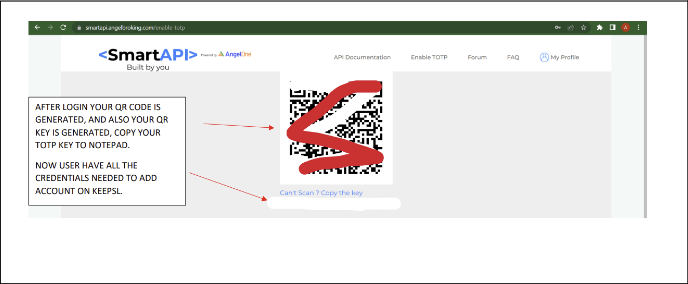 smartapi.angelbroking.com/enable-totp
A
<SmartAPI> Powered by AngelOne
Built by you
API Documentation Enable TOTP Forum FAQ My Profile
AFTER LOGIN YOUR QR CODE IS
GENERATED, AND ALSO YOUR QR
KEY IS GENERATED, COPY YOUR
TOTP KEY TO NOTEPAD.
NOW USER HAVE ALL THE
CREDENTIALS NEEDED TO ADD
ACCOUNT ON KEEPSL.
Can't Scan ? Copy the key